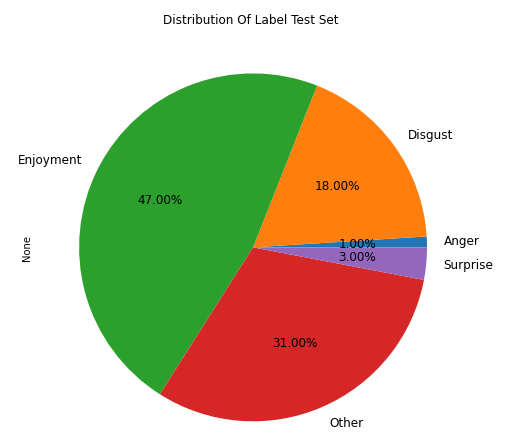 Distribution Of Label Test Set
Disgust
Enjoyment
18.00%
47.00%
Anger
1.00%
None
3.00%
Surprise
31.00%
Other